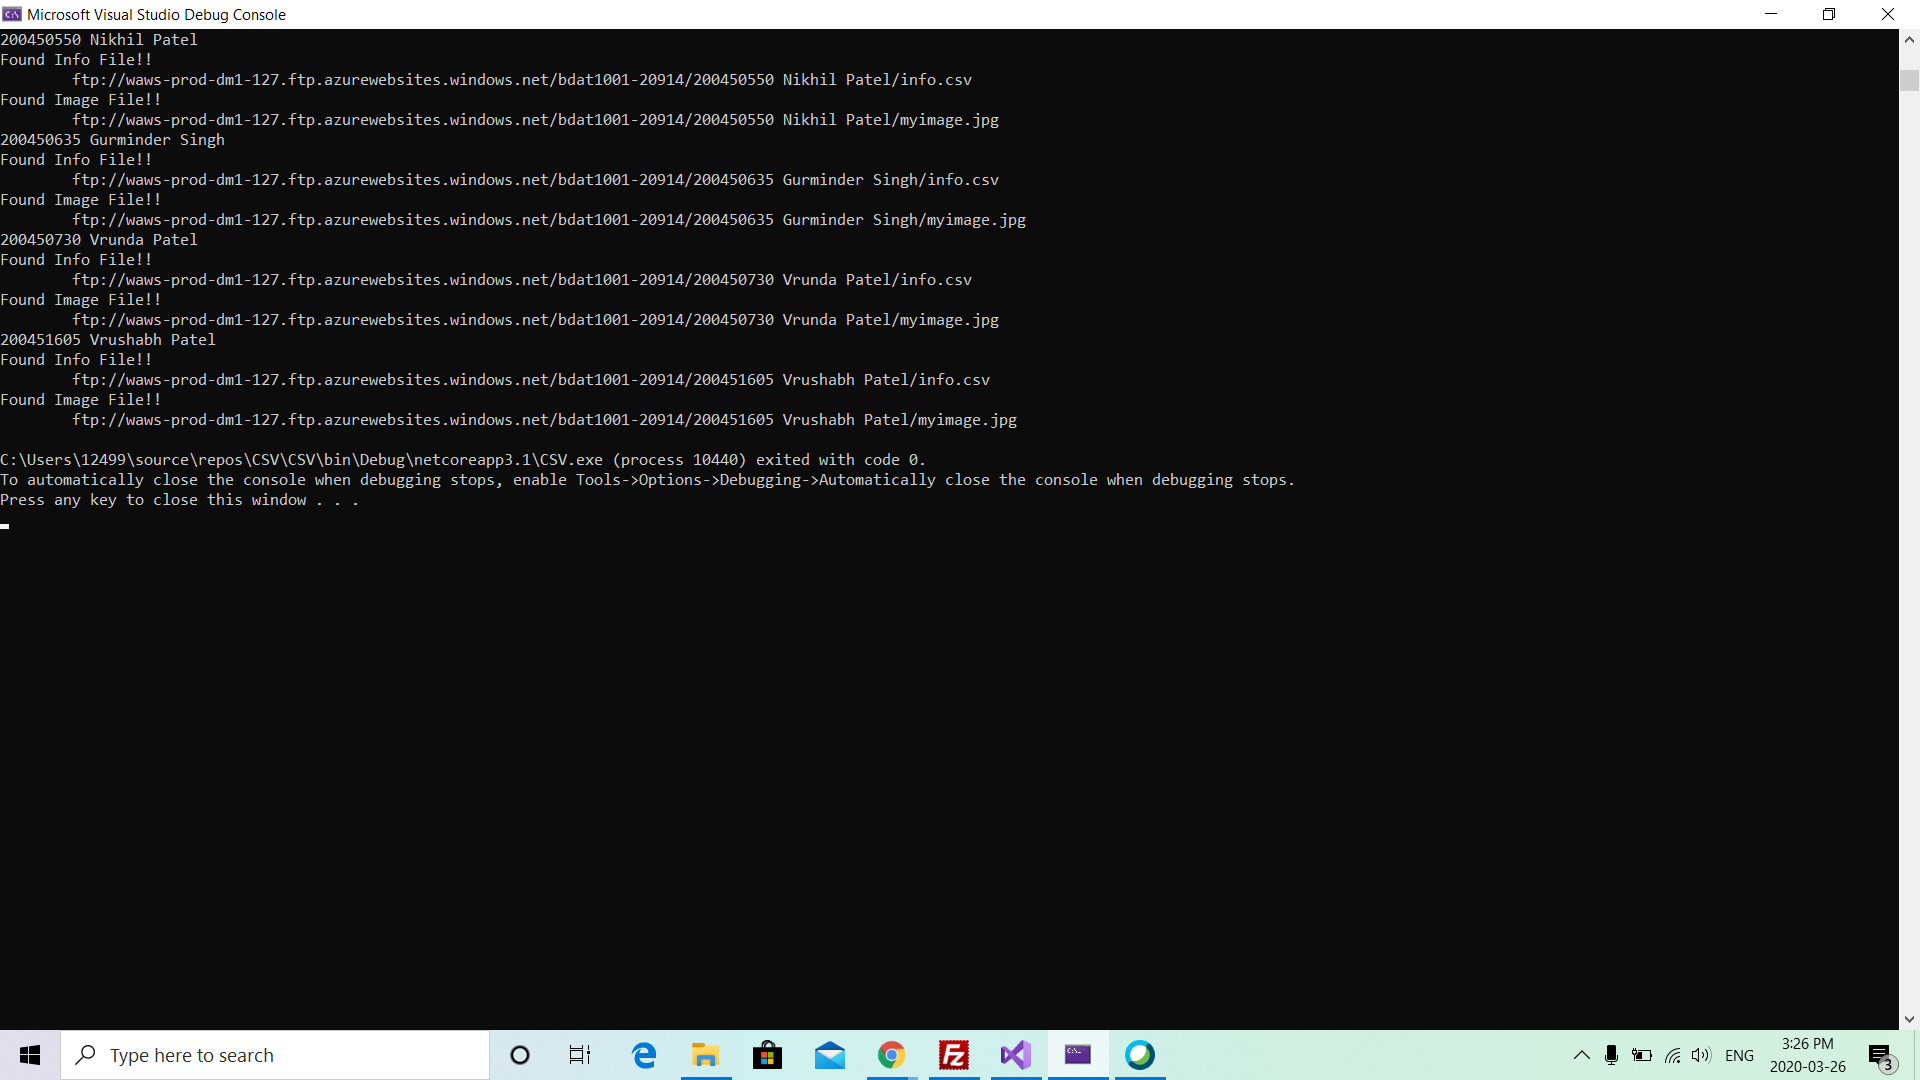 Microsoft Visual Studio Debug Console
200450550 Nikhil Patel
Found Info File!!
ftp://waws-prod-dm1-127.ftp.azurewebsites.windows.net/bdat1001-20914/200450550 Nikhil Patel/info.csv
Found Image File!!
ftp://waws-prod-dm1-127.ftp.azurewebsites.windows.net/bdat1001-20914/200450550 Nikhil Patel/myimage.jpg
200450635 Gurminder Singh
Found Info File!!
ftp://waws-prod-dm1-127.ftp.azurewebsites.windows.net/bdat1001-20914/200450635 Gurminder Singh/info.csv
Found Image File!!
ftp://waws-prod-dm1-127.ftp.azurewebsites.windows.net/bdat1001-20914/200450635 Gurminder Singh/myimage.jpg
200450730 Vrunda Patel
Found Info File!!
ftp://waws-prod-dm1-127.ftp.azurewebsites.windows.net/bdat1001-20914/200450730 Vrunda Patel/info.csv
Found Image File!!
ftp://waws-prod-dm1-127.ftp.azurewebsites.windows.net/bdat1001-20914/200450730 Vrunda Patel/myimage.jpg
200451605 Vrushabh Patel
Found Info File!!
ftp://waws-prod-dm1-127.ftp.azurewebsites.windows.net/bdat1001-20914/200451605 Vrushabh Patel/info.csv
Found Image File!!
ftp://waws-prod-dm1-127.ftp.azurewebsites.windows.net/bdat1001-20914/200451605 Vrushabh Patel/myimage.jpg
C:\Users\12499\source\repos\CSV\CSV\bin\Debug\netcoreapp3.1\CSV.exe (process 10440) exited with code 0.
To automatically close the console when debugging stops, enable Tools->Options->Debugging->Automatically close the console when debugging stops.
Press any key to close this window . . .
Type here to search
ENG
3:26 PM
2020-03-26
3